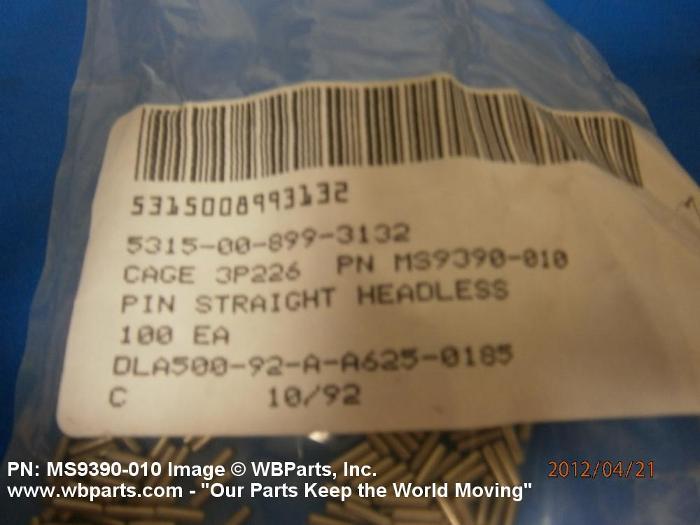 5315008993132
5315-00-899-3132
CAGE 3P226 PN MS9390-010
PIN STRAIGHT HEADLESS
100 EA
DLA500-92-A-A625-0185
C 10/92
2012/04/21
PN: MS9390-010 Image © WBParts, Inc.
www.wbparts.com - "Our Parts Keep the World Moving"